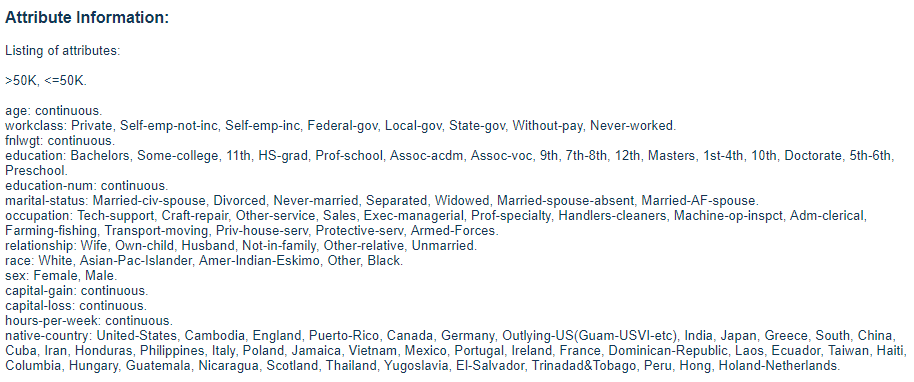 Attribute Information:
Listing of attributes:
>50K, <=50K.
age: continuous.
workclass: Private, Self-emp-not-inc, Self-emp-inc, Federal-gov, Local-gov, State-gov, Without-pay, Never-worked.
fnlwgt: continuous.
education: Bachelors, Some-college, 11th, HS-grad, Prof-school, Assoc-acdm, Assoc-voc, 9th, 7th-8th, 12th, Masters, 1st-4th, 10th, Doctorate, 5th-6th,
Preschool.
education-num: continuous.
marital-status: Married-civ-spouse, Divorced, Never-married, Separated, Widowed, Married-spouse-absent, Married-AF-spouse.
occupation: Tech-support, Craft-repair, Other-service, Sales, Exec-managerial, Prof-specialty, Handlers-cleaners, Machine-op-inspct, Adm-clerical,
Farming-fishing, Transport-moving, Priv-house-serv, Protective-serv, Armed-Forces.
relationship: Wife, Own-child, Husband, Not-in-family, Other-relative, Unmarried.
race: White, Asian-Pac-Islander, Amer-Indian-Eskimo, Other, Black.
sex: Female, Male.
capital-gain: continuous.
capital-loss: continuous.
hours-per-week: continuous.
native-country: United-States, Cambodia, England, Puerto-Rico, Canada, Germany, Outlying-US(Guam-USVI-etc), India, Japan, Greece, South, China,
Cuba, Iran, Honduras, Philippines, Italy, Poland, Jamaica, Vietnam, Mexico, Portugal, Ireland, France, Dominican-Republic, Laos, Ecuador, Taiwan, Haiti,
Columbia, Hungary, Guatemala, Nicaragua, Scotland, Thailand, Yugoslavia, El-Salvador, Trinadad&Tobago, Peru, Hong, Holand-Netherlands.